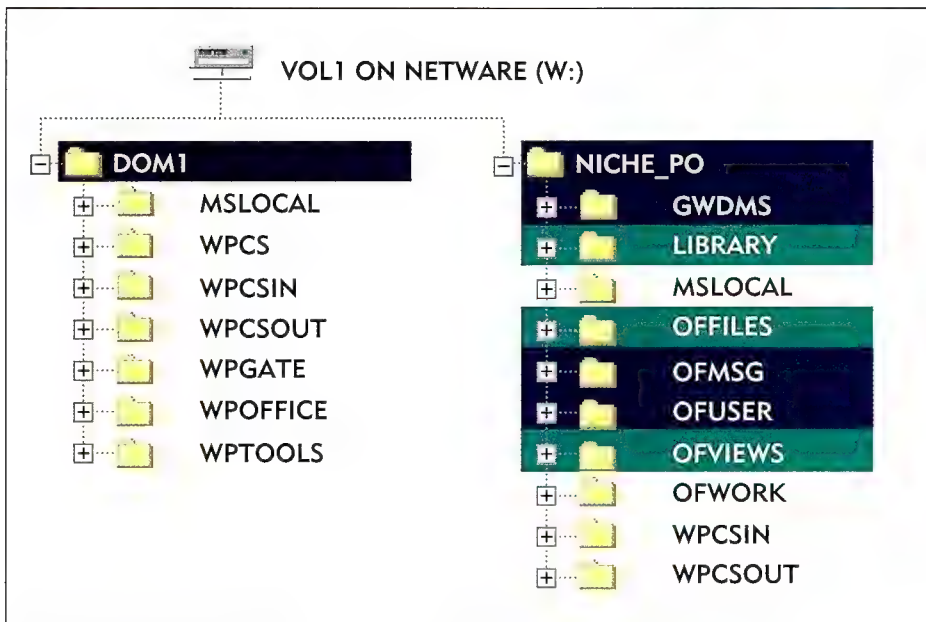 VOL1 ON NETWARE (W:)
DOM1
MSLOCAL
WPCS
WPCSIN
WPCSOUT
WPGATE
WPOFFICE
WPTOOLS
NICHE_PO
GWDMS
LIBRARY
MSLOCAL
OFFILES
OFMSG
OFUSER
OFVIEWS
OFWORK
WPCSIN
WPCSOUT